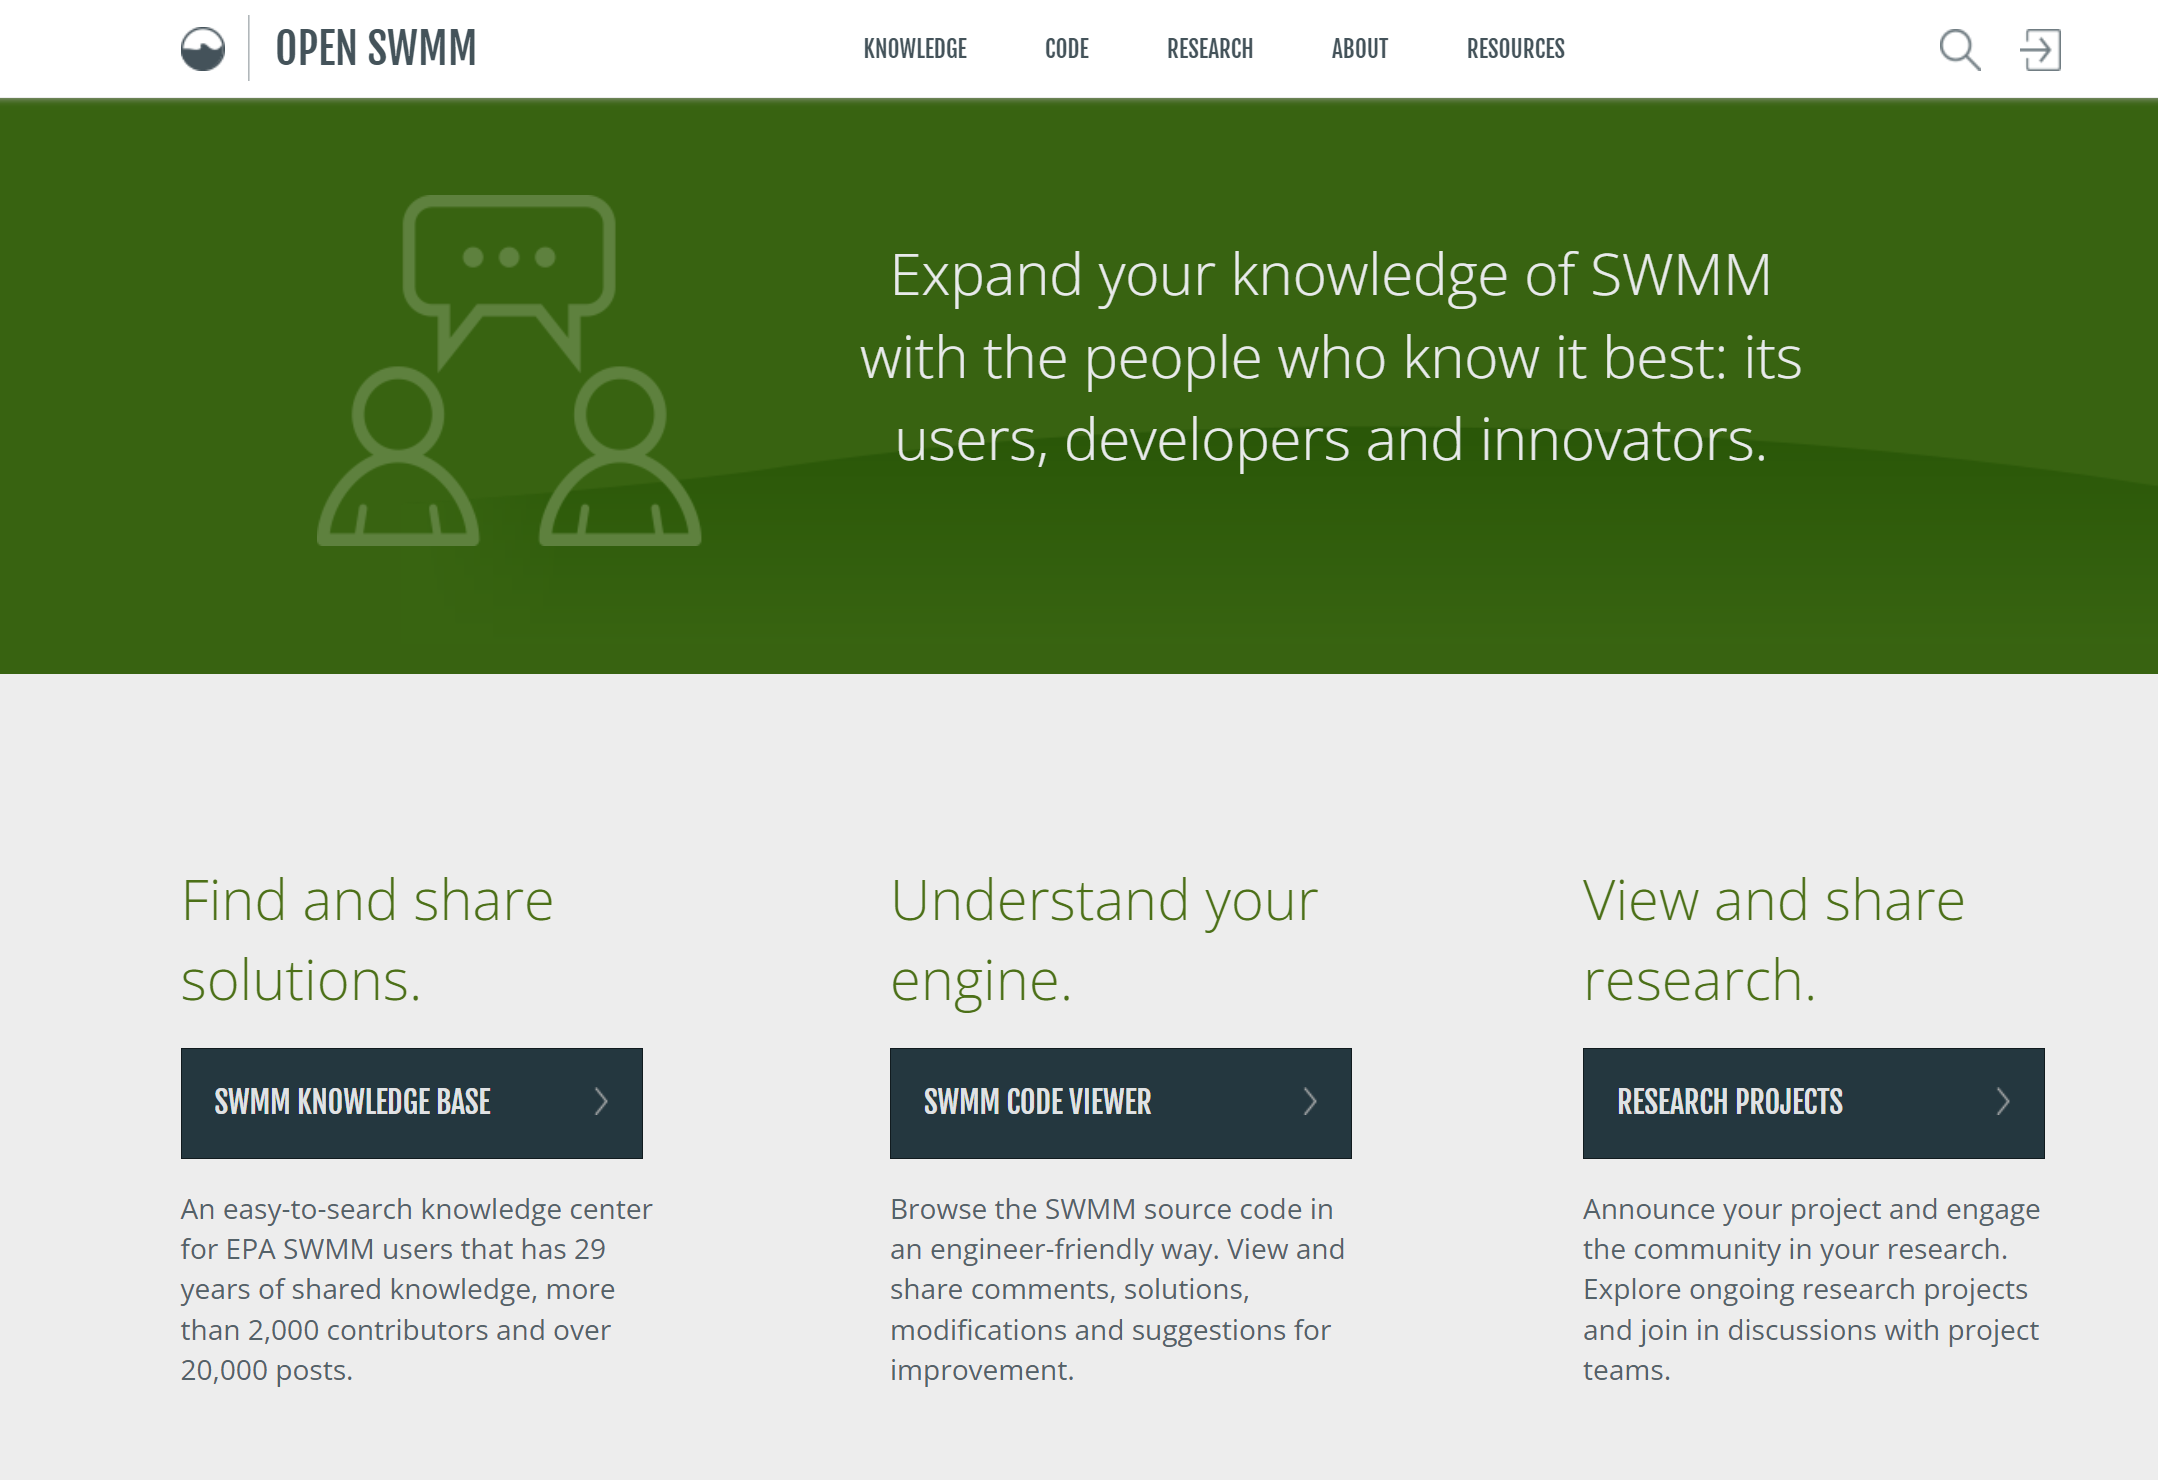 OPEN SWMM
KNOWLEDGE
CODE
RESEARCH
ABOUT
RESOURCES
Expand your knowledge of SWMM
with the people who know it best: its
users, developers and innovators.
Find and share
solutions.
SWMM KNOWLEDGE BASE
An easy-to-search knowledge center
for EPA SWMM users that has 29
years of shared knowledge, more
than 2,000 contributors and over
20,000 posts.
Understand your
engine.
SWMM CODE VIEWER
Browse the SWMM source code in
an engineer-friendly way. View and
share comments, solutions,
modifications and suggestions for
improvement.
View and share
research.
RESEARCH PROJECTS
Announce your project and engage
the community in your research.
Explore ongoing research projects
and join in discussions with project
teams.